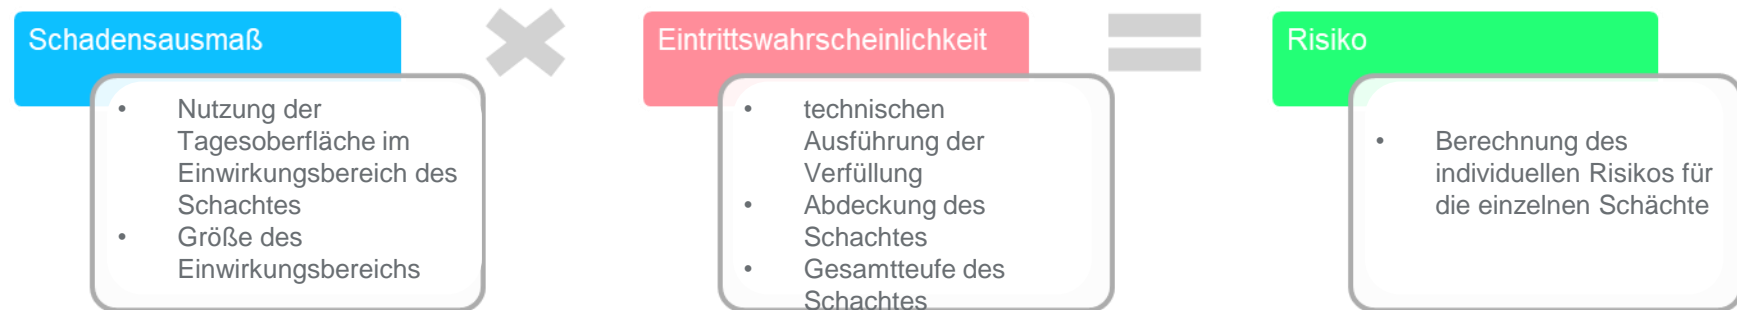 Schadensausmaß
• Nutzung der
Tagesoberfläche im
Einwirkungsbereich des
Schachtes
• Größe des
Einwirkungsbereichs
Eintrittswahrscheinlichkeit
• technischen
Ausführung der
Verfüllung
• Abdeckung des
Schachtes
• Gesamtteufe des
Schachtes
Risiko
• Berechnung des
individuellen Risikos für
die einzelnen Schächte